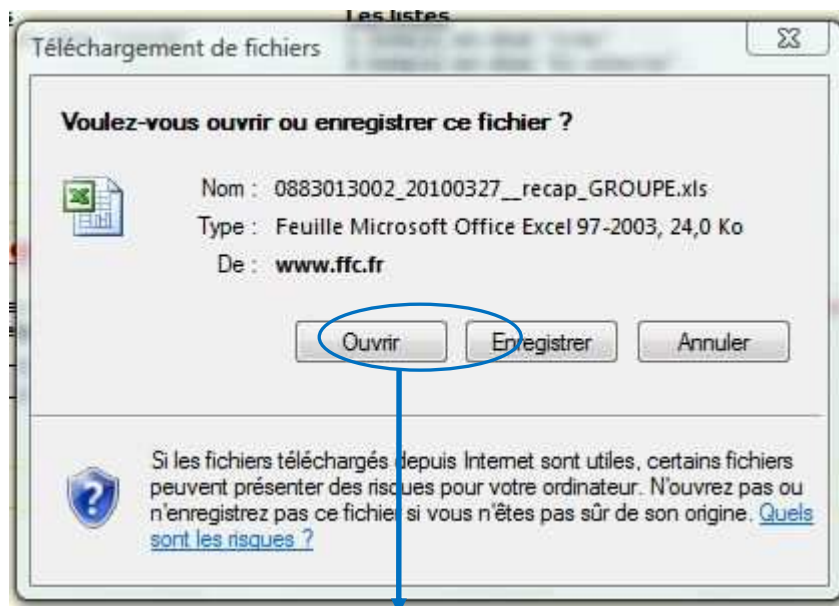 Les listes
Téléchargement de fichiers
Voulez-vous ouvrir ou enregistrer ce fichier ?
Nom : 0883013002_20100327__recap_GROUPE.xls
Type : Feuille Microsoft Office Excel 97-2003, 24,0 Ko
De : www.ffc.fr
Ouvrir Enregistrer Annuler
Si les fichiers téléchargés depuis Internet sont utiles, certains fichiers
peuvent présenter des risques pour votre ordinateur. N'ouvrez pas ou
n'enregistrez pas ce fichier si vous n'êtes pas sûr de son origine. Quels
sont les risques ?